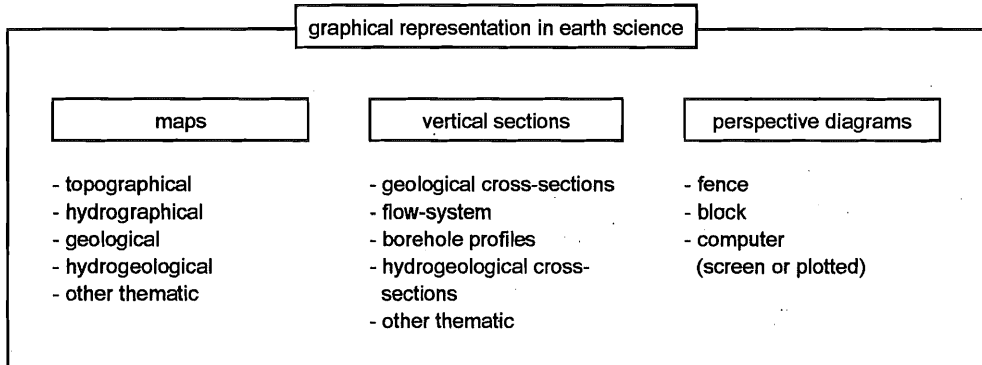 graphical representation in earth science
maps
- topographical
- hydrographical
- geological
- hydrogeological
- other thematic
vertical sections
- geological cross-sections
- flow-system
- borehole profiles
- hydrogeological cross-
sections
- other thematic
perspective diagrams
- fence
- block
- computer
(screen or plotted)